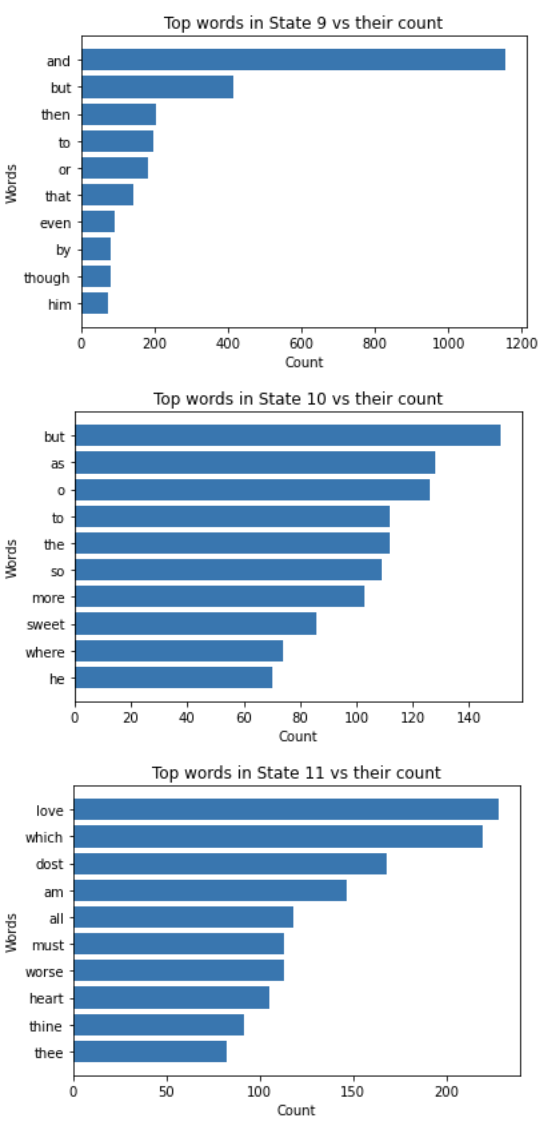 Top words in State 9 vs their count
and
but
then
to
or
that
even
by
though
him
Words
0 200 400 600 800 1000 1200
Count
Top words in State 10 vs their count
but
as
o
to
the
so
more
sweet
where
he
Words
0 20 40 60 80 100 120 140
Count
Top words in State 11 vs their count
love
which
dost
am
all
must
worse
heart
thine
thee
Words
0 50 100 150 200
Count